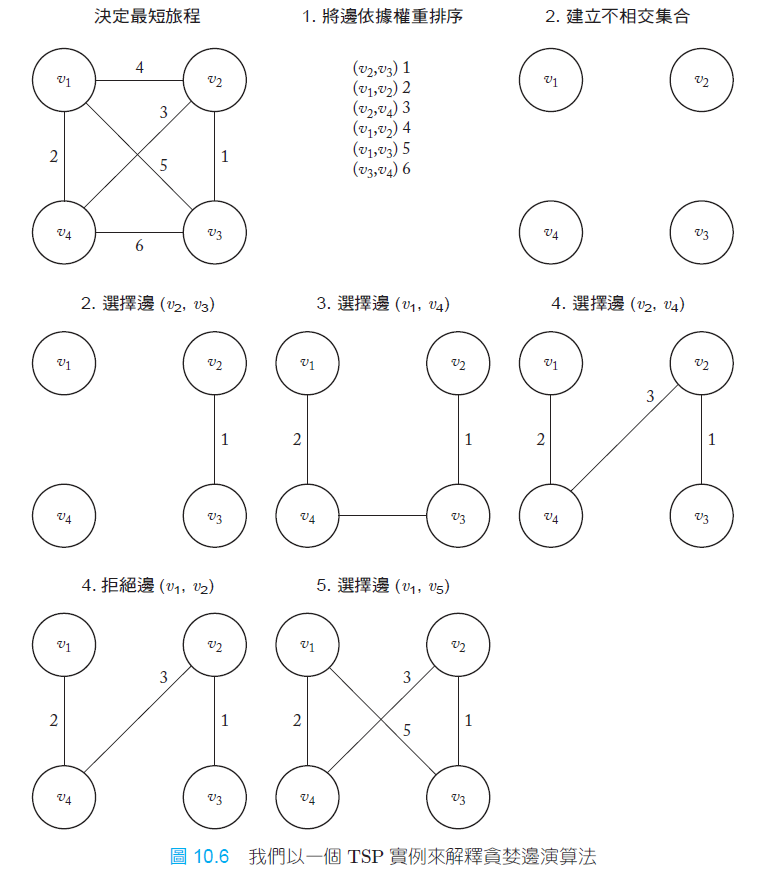 決定最短旅程
v1 4 v2
3
2 5 1
v4 6 v3
1. 將邊依據權重排序
(v2,v3) 1
(v1,v2) 2
(v2,v4) 3
(v1,v2) 4
(v1,v3) 5
(v3,v4) 6
2. 建立不相交集合
v1 v2
v4 v3
2. 選擇邊 (v2, v3)
v1 v2
1
v4 v3
3. 選擇邊 (v1, v4)
v1 v2
2 1
v4 v3
4. 選擇邊 (v2, v4)
v1 v2
3
2 1
v4 v3
4. 拒絕邊 (v1, v2)
v1 v2
3
2 1
v4 v3
5. 選擇邊 (v1, v5)
v1 v2
3
2 5 1
v4 v3
圖 10.6 我們以一個 TSP 實例來解釋貪婪邊演算法